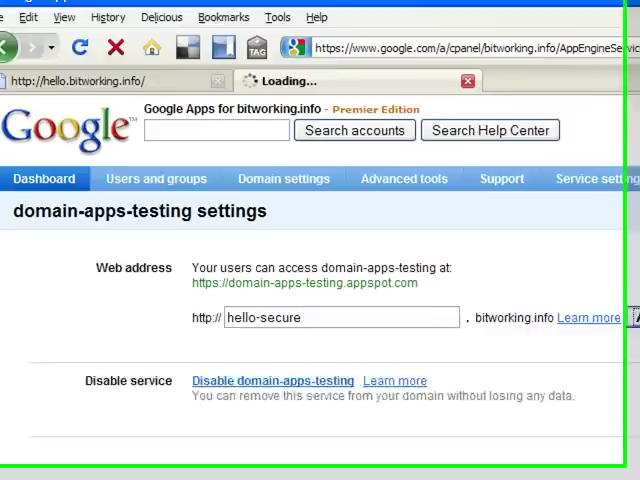 Edit View History Delicious Bookmarks Tools Help
TAG https://www.google.com/a/cpanel/bitworking.info/AppEngineServic
http://hello.bitworking.info/ Loading...
Google™ Google Apps for bitworking.info - Premier Edition
Search accounts Search Help Center
Dashboard Users and groups Domain settings Advanced tools Support Service setting
domain-apps-testing settings
Web address Your users can access domain-apps-testing at:
https://domain-apps-testing.appspot.com
http:// hello-secure . bitworking.info Learn more
Disable service Disable domain-apps-testing Learn more
You can remove this service from your domain without losing any data.